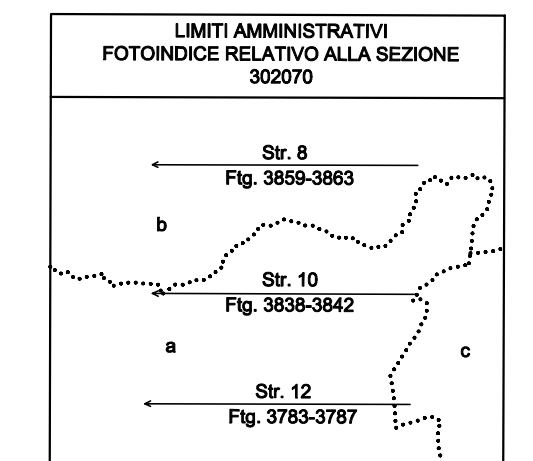 LIMITI AMMINISTRATIVI
FOTOINDICE RELATIVO ALLA SEZIONE
302070
Str. 8
Ftg. 3859-3863
b
Str. 10
Ftg. 3838-3842
a
c
Str. 12
Ftg. 3783-3787